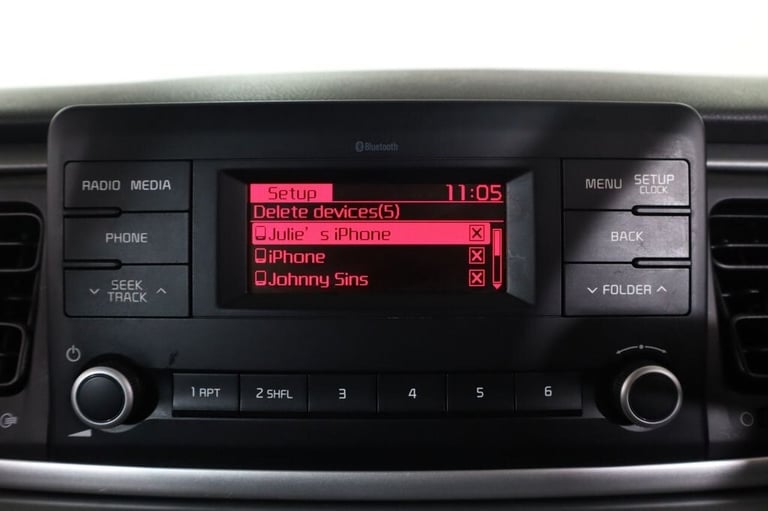 Bluetooth
RADIO MEDIA
PHONE
SEEK
TRACK
Setup 11:05
Delete devices(5)
Julie's iPhone
iPhone
Johnny Sins
MENU SETUP
CLOCK
BACK
FOLDER
1 RPT 2 SHFL 3 4 5 6